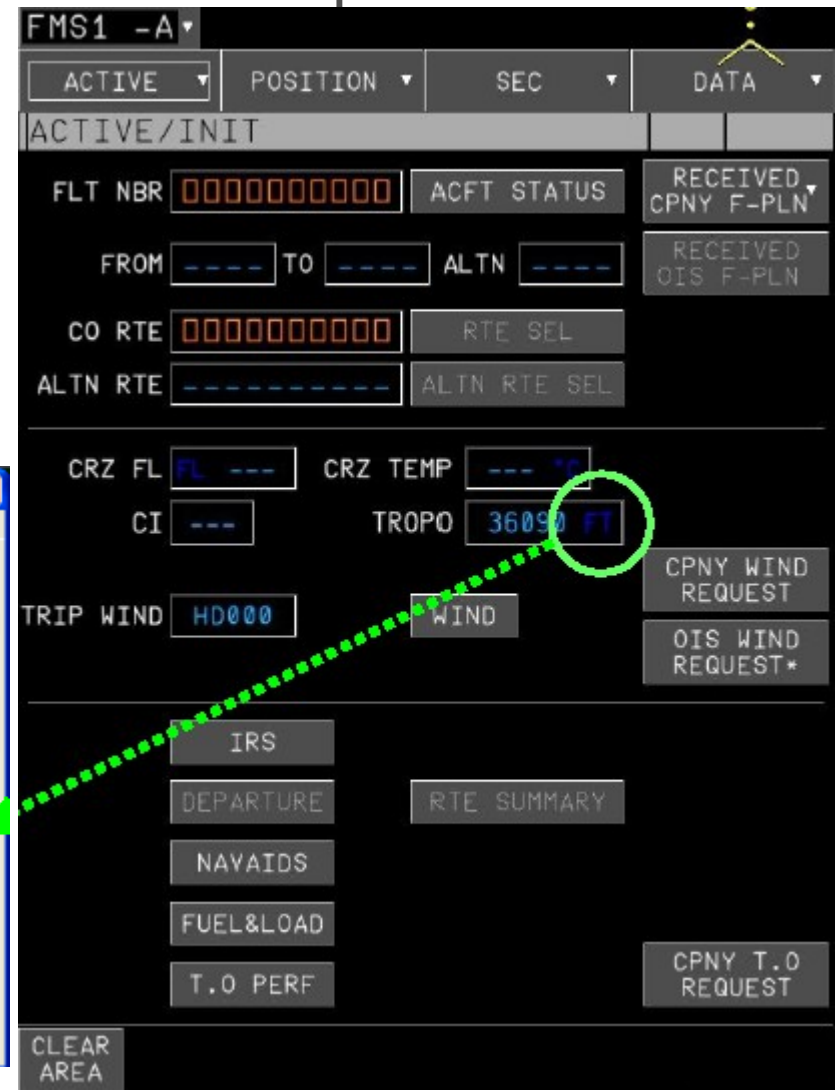 FMS1 -A
ACTIVE POSITION SEC DATA
ACTIVE/INIT
FLT NBR ▯▯▯▯▯▯▯▯▯▯ ACFT STATUS
RECEIVED
CPNY F-PLN
FROM ---- TO ---- ALTN ----
RECEIVED
OIS F-PLN
CO RTE ▯▯▯▯▯▯▯▯▯▯ RTE SEL
ALTN RTE ---------- ALTN RTE SEL
CRZ FL FL --- CRZ TEMP --- °C
CI --- TROPO 36090 FT
CPNY WIND
REQUEST
TRIP WIND HD000 WIND
OIS WIND
REQUEST*
IRS
DEPARTURE RTE SUMMARY
NAVAIDS
FUEL&LOAD
T.O PERF
CPNY T.O
REQUEST
CLEAR
AREA